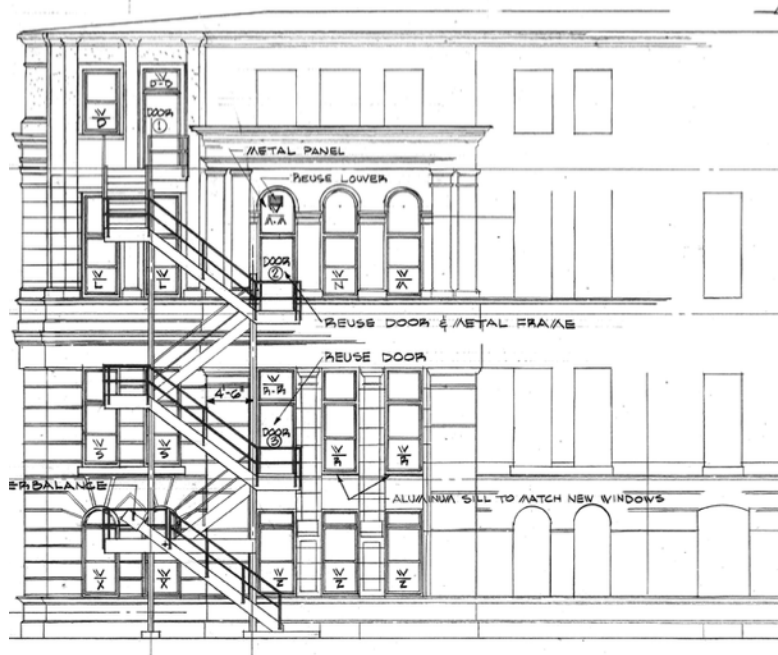 W
D-D
W
D
DOOR
1
METAL PANEL
REUSE LOUVER
A-A
W
L
W
L
DOOR
2
W
N
W
M
REUSE DOOR & METAL FRAME
REUSE DOOR
W
R-R
4'-6"
DOOR
3
W
S
W
S
W
R
W
R
ERBALANCE
ALUMINUM SILL TO MATCH NEW WINDOWS
W
X
W
X
W
Z
W
Z
W
Z